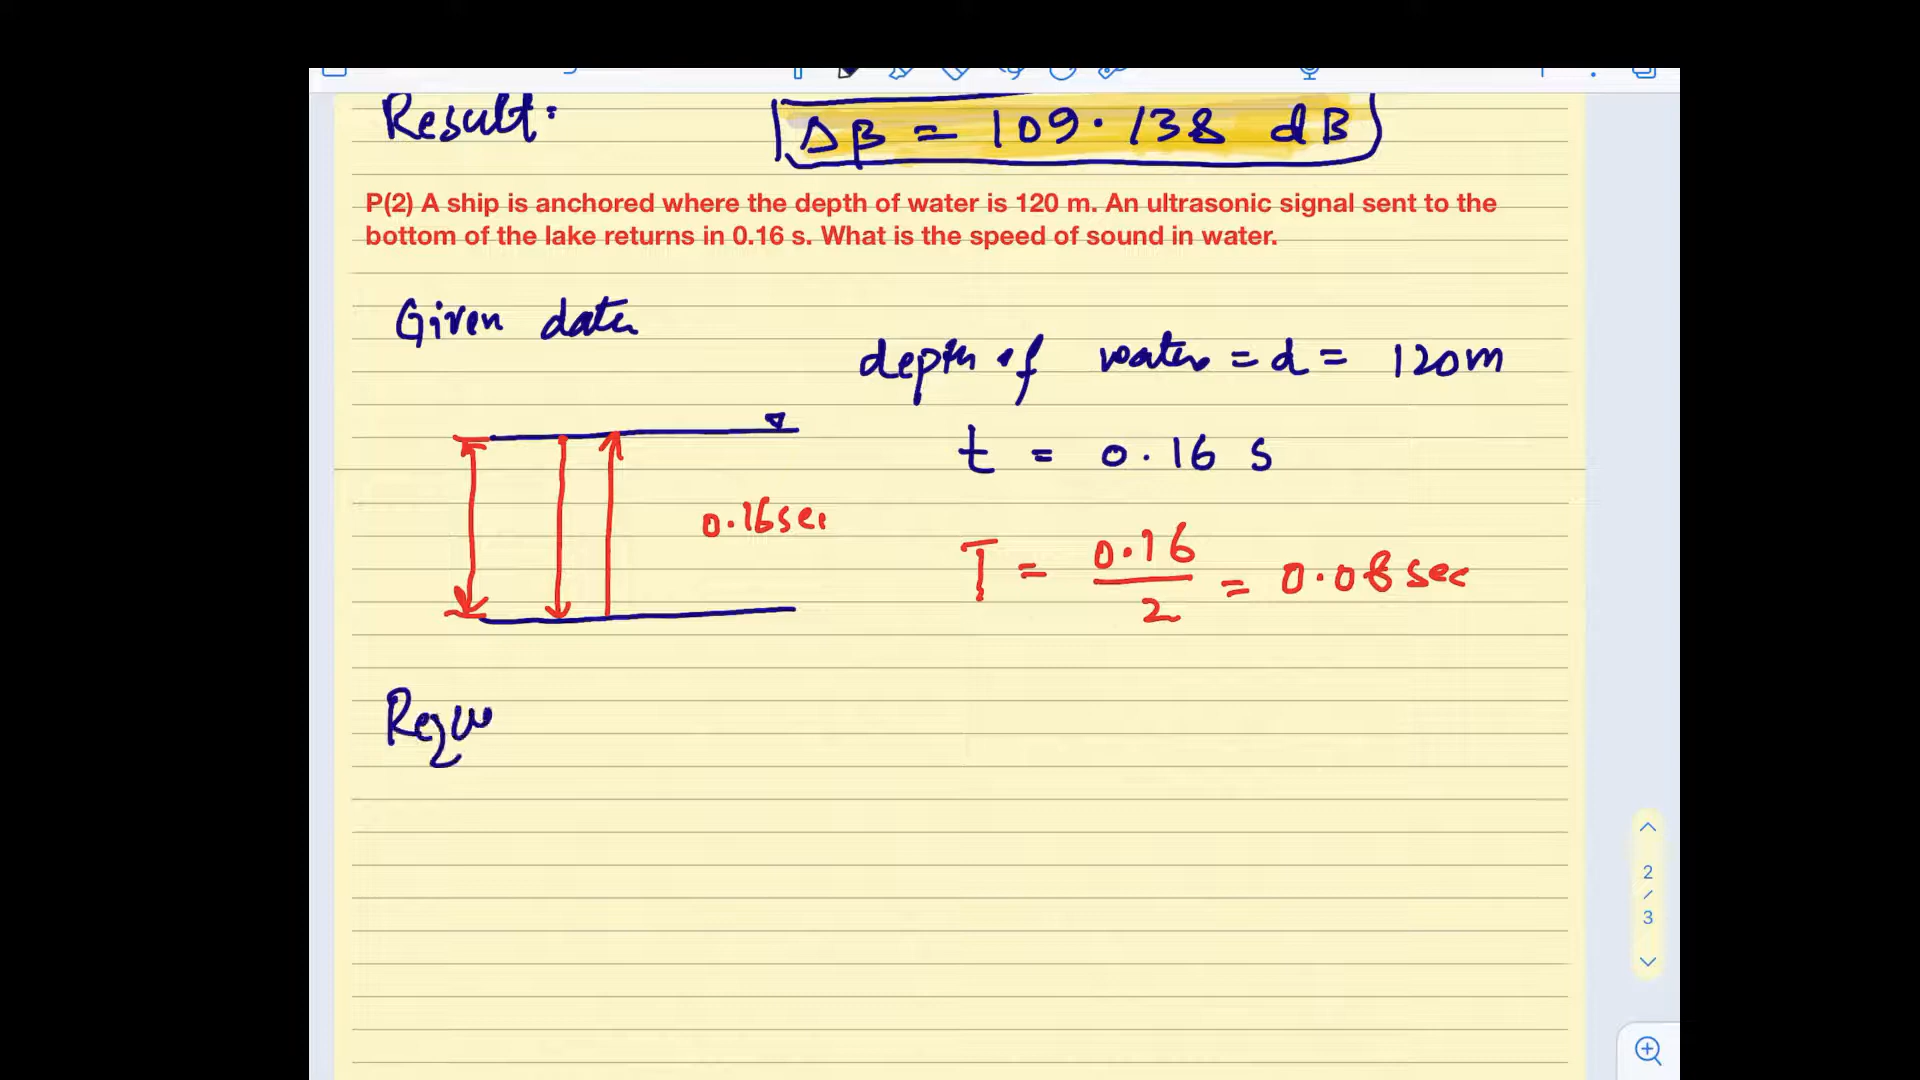 Result:
Δβ = 109.138 dB
P(2) A ship is anchored where the depth of water is 120 m. An ultrasonic signal sent to the
bottom of the lake returns in 0.16 s. What is the speed of sound in water.
Given data
depth of water = d = 120m
t = 0.16 s
0.16sec
T = 0.16/2 = 0.08 sec
Requ
2
/
3